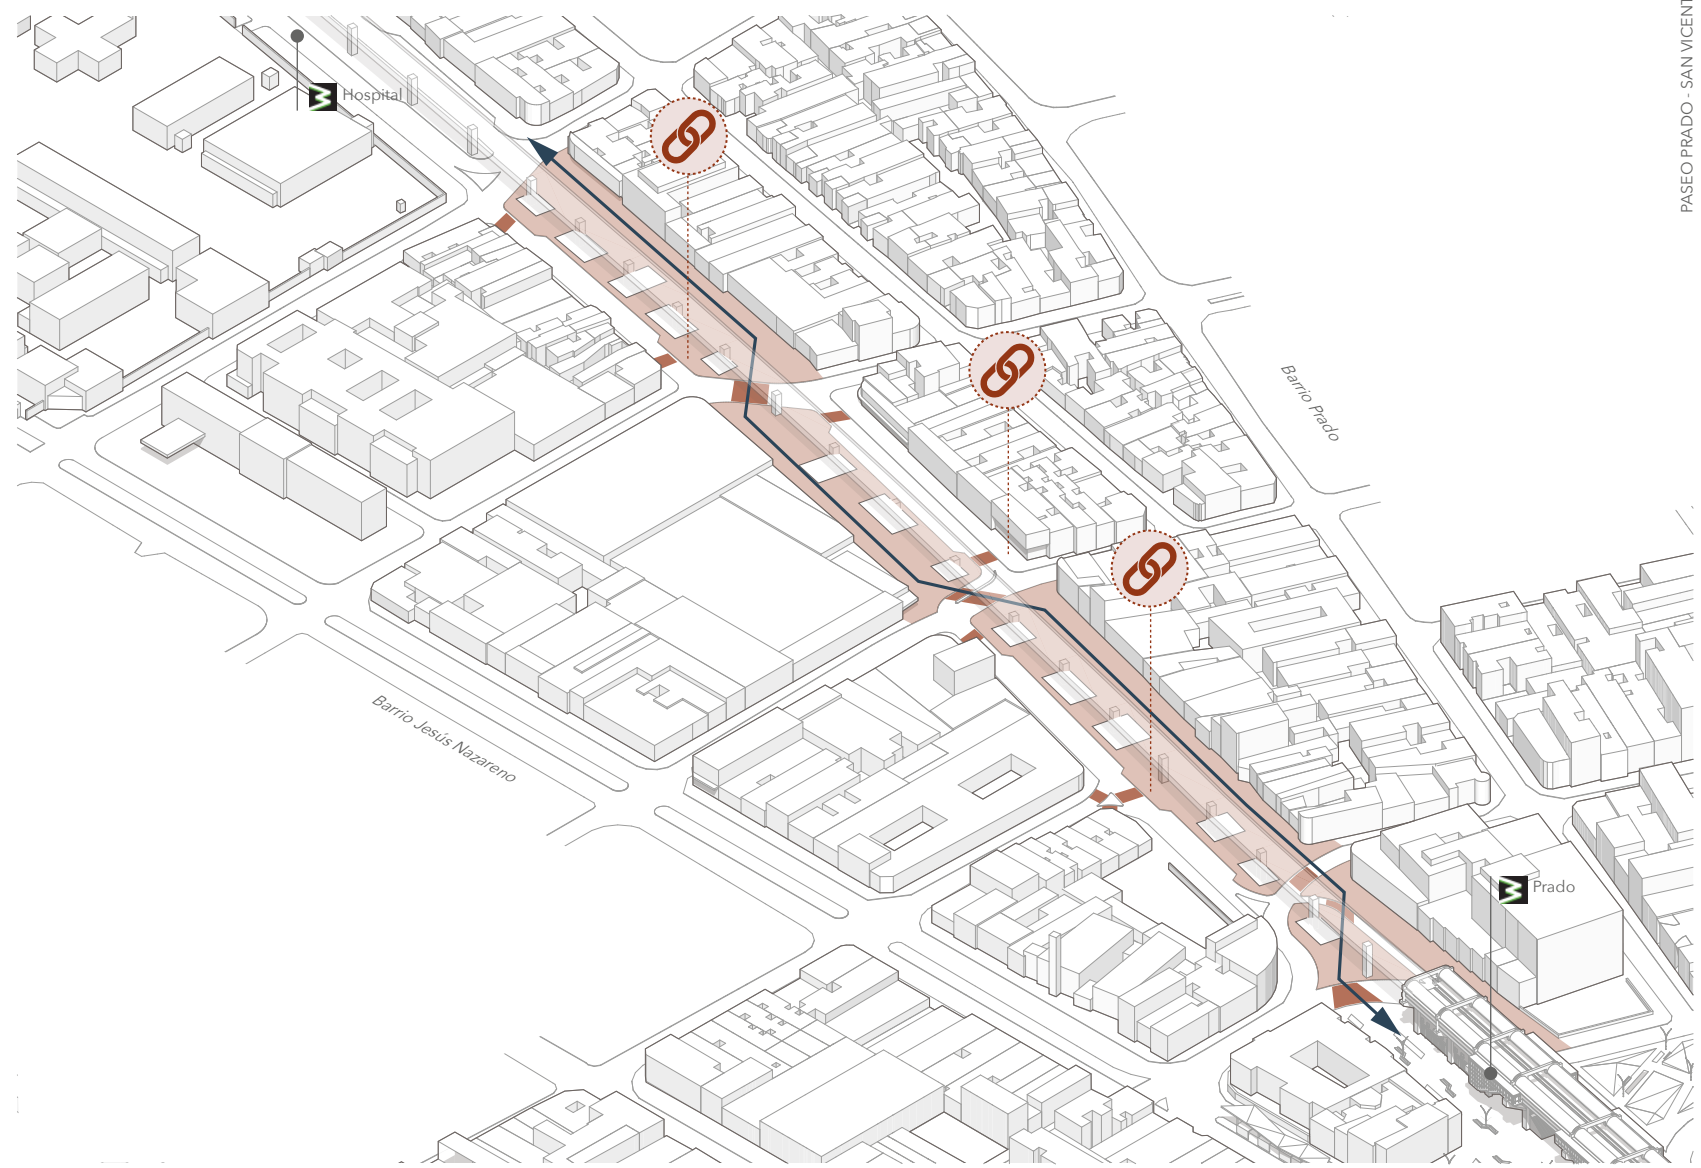 PASEO PRADO - SAN VICENT
Hospital
Barrio Prado
Barrio Jesús Nazareno
Prado